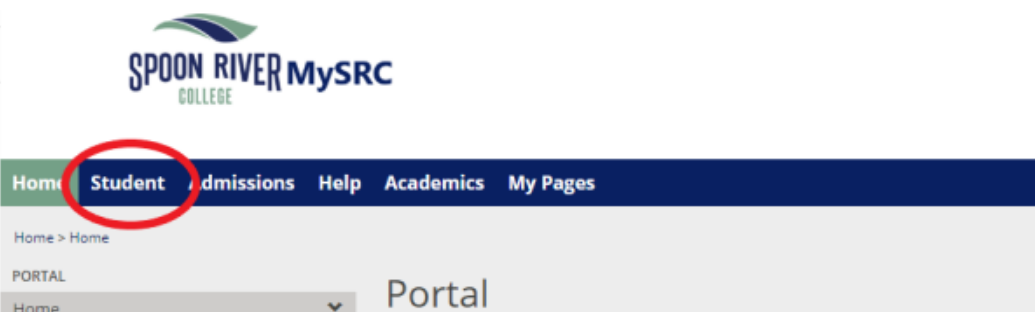 SPOON RIVER MySRC
COLLEGE
Home Student Admissions Help Academics My Pages
Home > Home
PORTAL
Portal
Home